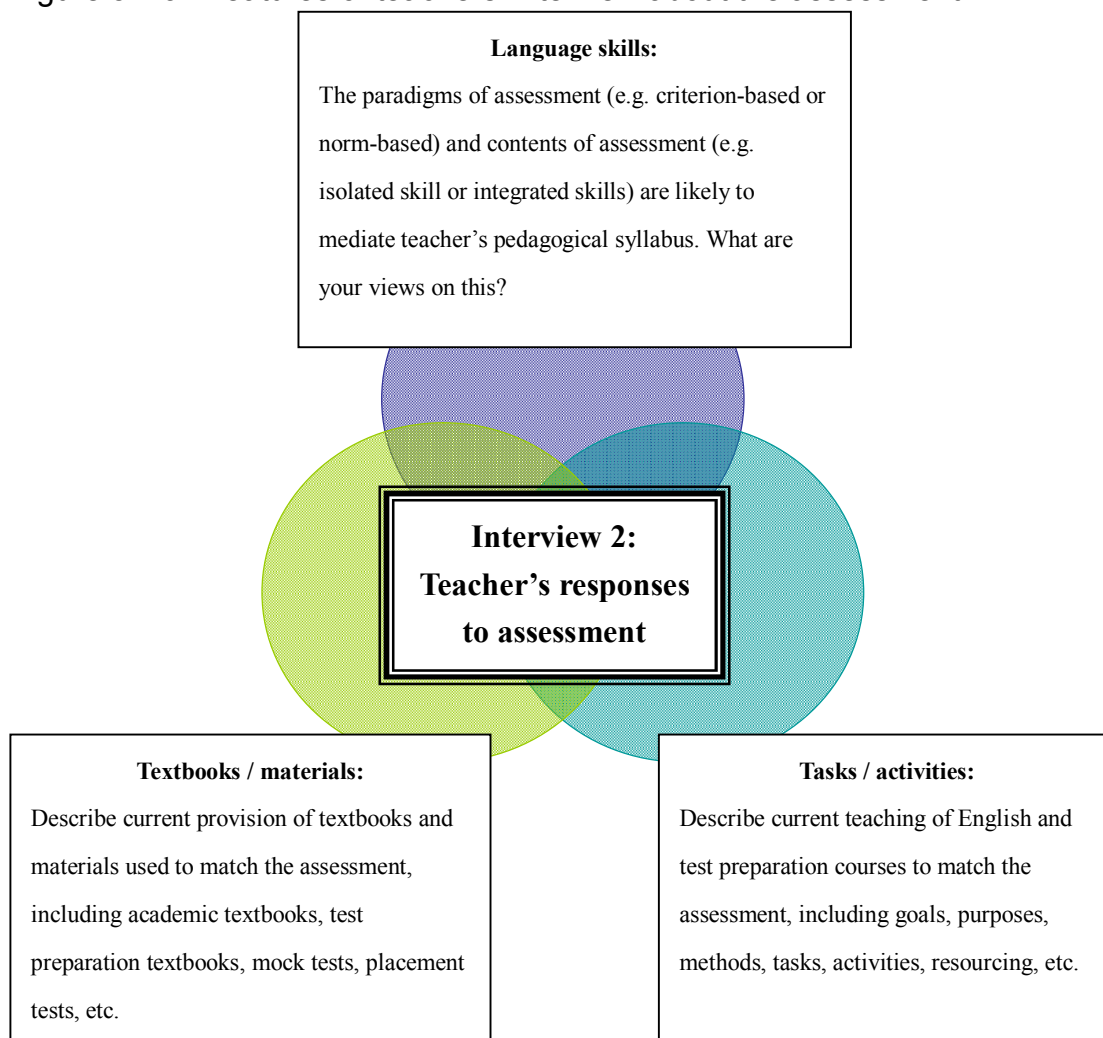 Language skills:
The paradigms of assessment (e.g. criterion-based or
norm-based) and contents of assessment (e.g.
isolated skill or integrated skills) are likely to
mediate teacher's pedagogical syllabus. What are
your views on this?
Interview 2:
Teacher's responses
to assessment
Textbooks / materials:
Describe current provision of textbooks and
materials used to match the assessment,
including academic textbooks, test
preparation textbooks, mock tests, placement
tests, etc.
Tasks / activities:
Describe current teaching of English and
test preparation courses to match the
assessment, including goals, purposes,
methods, tasks, activities, resourcing, etc.